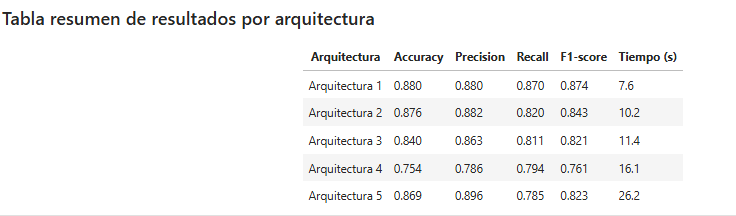 Tabla resumen de resultados por arquitectura
Arquitectura Accuracy Precision Recall F1-score Tiempo (s)
Arquitectura 1 0.880 0.880 0.870 0.874 7.6
Arquitectura 2 0.876 0.882 0.820 0.843 10.2
Arquitectura 3 0.840 0.863 0.811 0.821 11.4
Arquitectura 4 0.754 0.786 0.794 0.761 16.1
Arquitectura 5 0.869 0.896 0.785 0.823 26.2